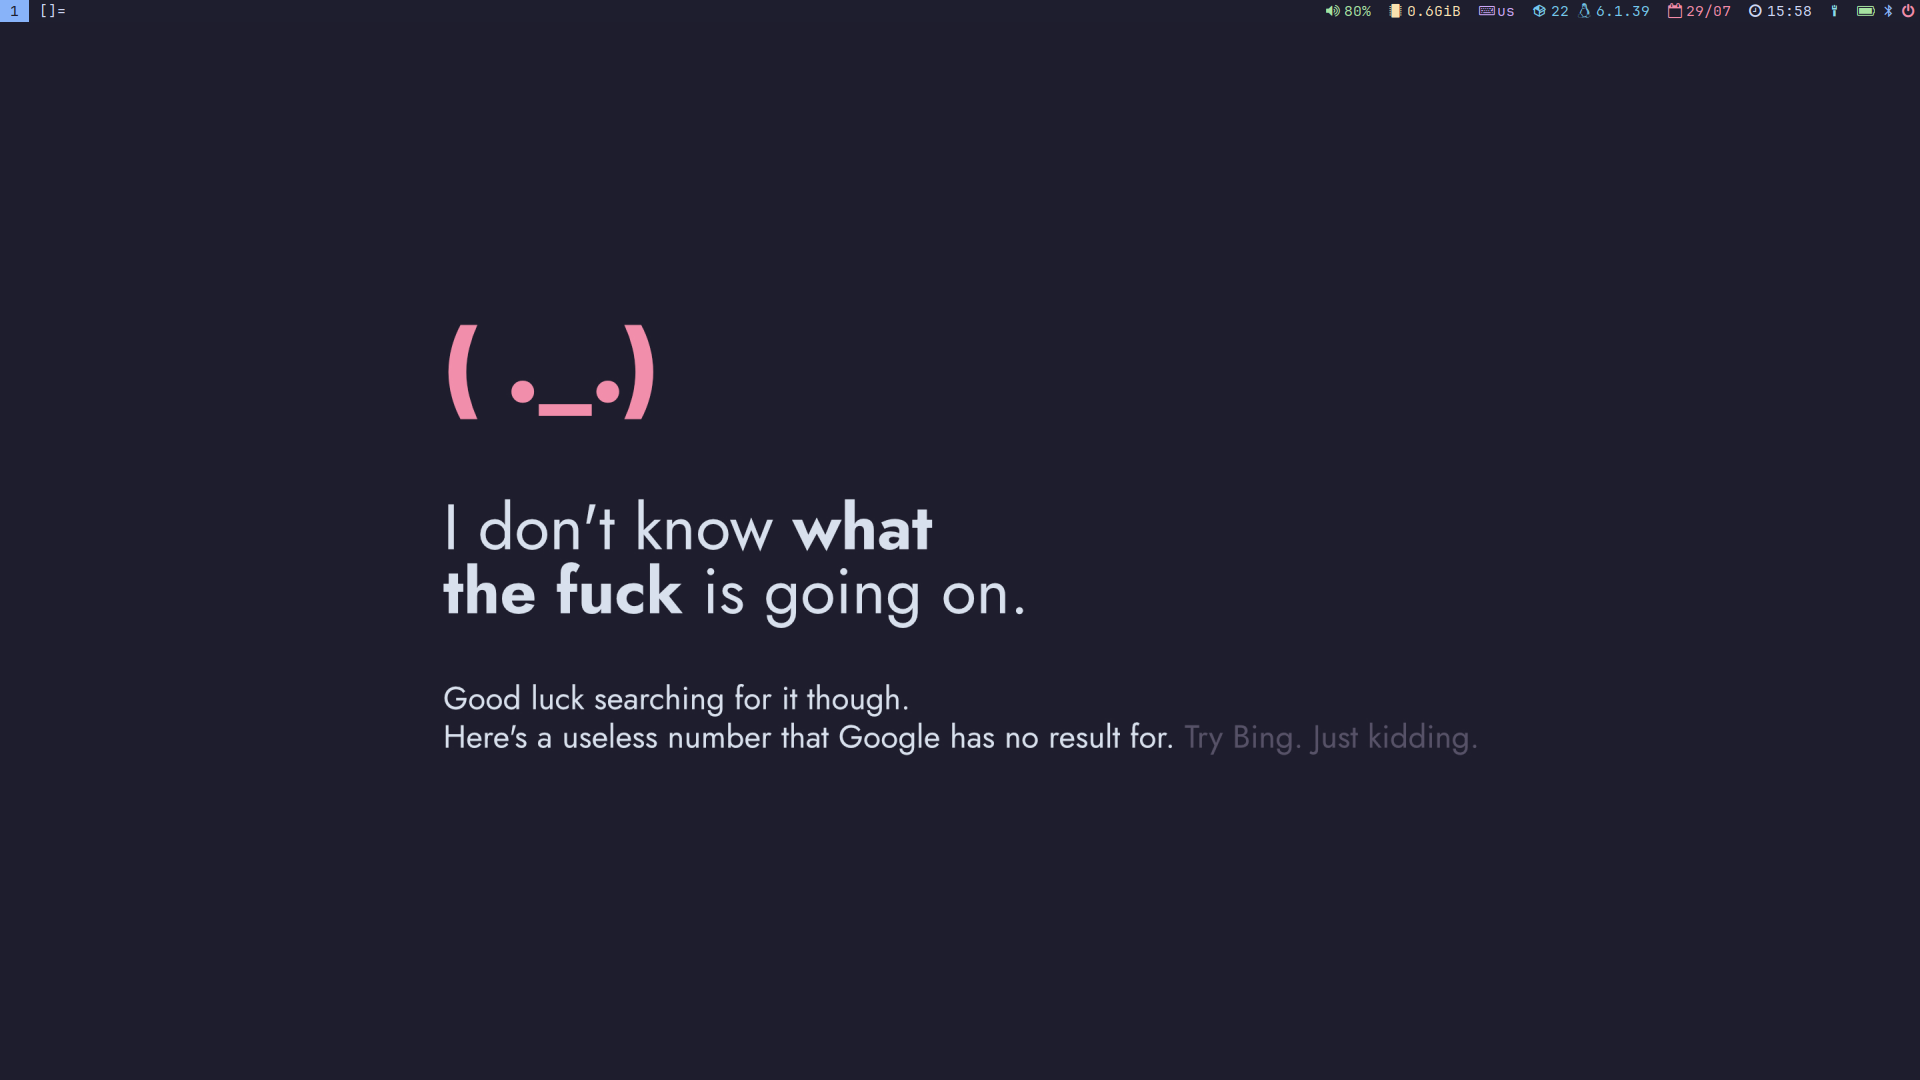 1 []= 80% 0.6GiB us 22 6.1.39 29/07 15:58
( ._.)
I don't know what
the fuck is going on.
Good luck searching for it though.
Here's a useless number that Google has no result for. Try Bing. Just kidding.